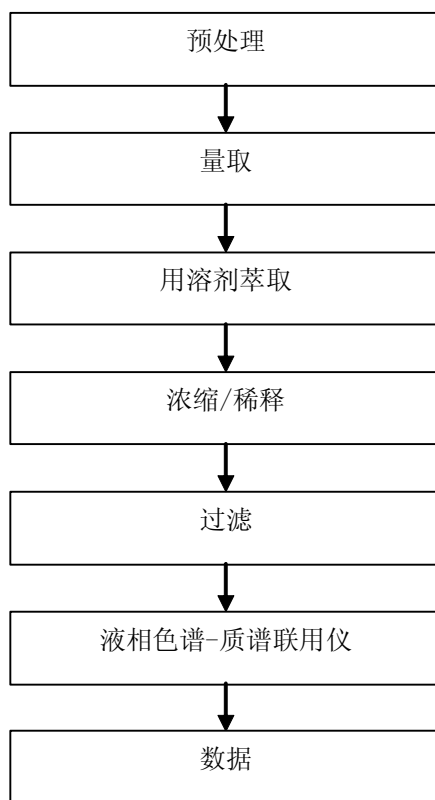 预处理
量取
用溶剂萃取
浓缩/稀释
过滤
液相色谱-质谱联用仪
数据